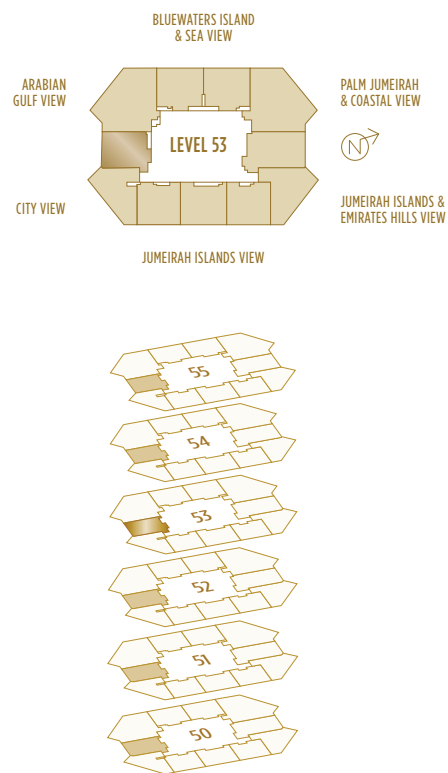 BLUEWATERS ISLAND
& SEA VIEW
ARABIAN
GULF VIEW
PALM JUMEIRAH
& COASTAL VIEW
LEVEL 53
N
CITY VIEW
JUMEIRAH ISLANDS &
EMIRATES HILLS VIEW
JUMEIRAH ISLANDS VIEW
55
54
53
52
51
50